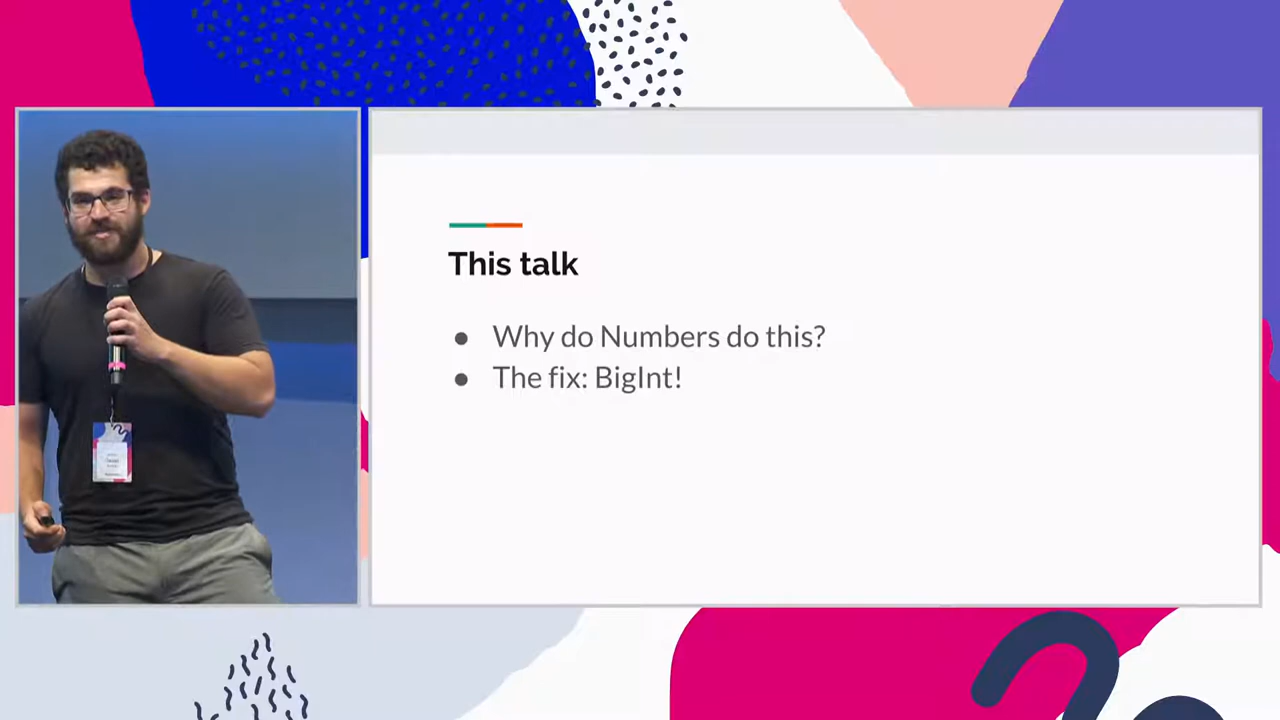 This talk
● Why do Numbers do this?
● The fix: BigInt!